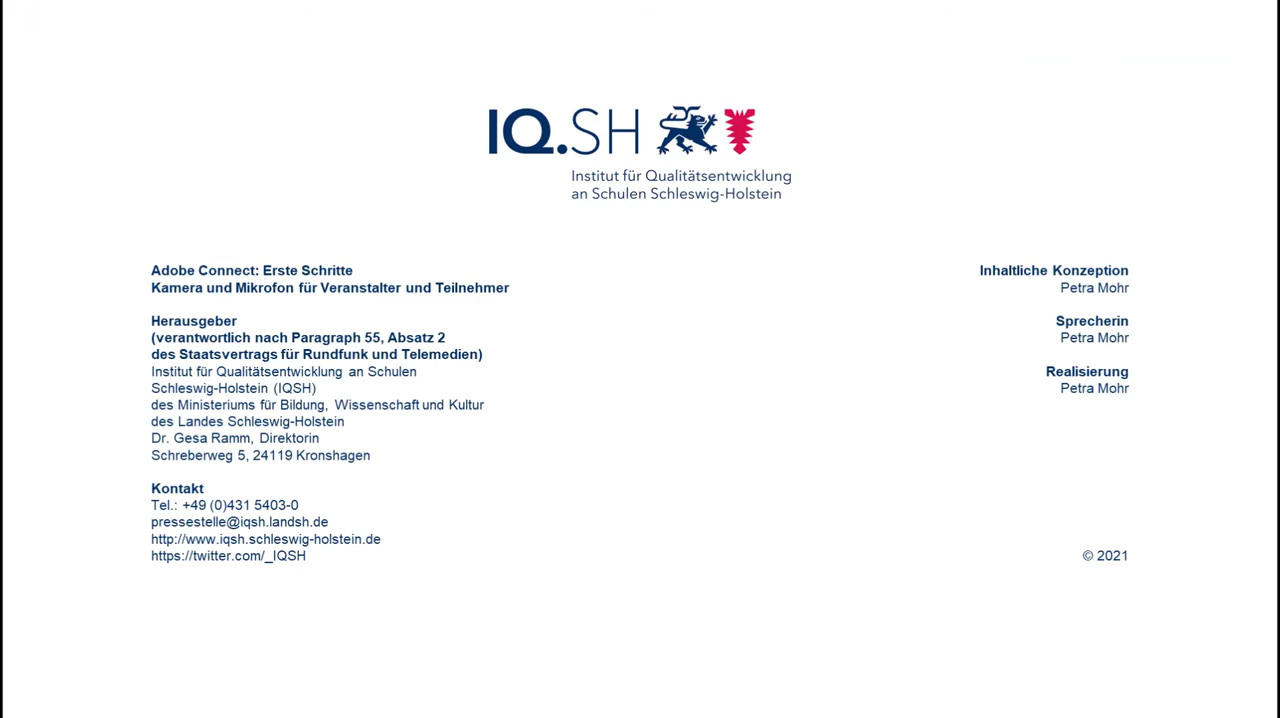 IQ.SH
Institut für Qualitätsentwicklung
an Schulen Schleswig-Holstein
Adobe Connect: Erste Schritte
Kamera und Mikrofon für Veranstalter und Teilnehmer
Herausgeber
(verantwortlich nach Paragraph 55, Absatz 2
des Staatsvertrags für Rundfunk und Telemedien)
Institut für Qualitätsentwicklung an Schulen
Schleswig-Holstein (IQSH)
des Ministeriums für Bildung, Wissenschaft und Kultur
des Landes Schleswig-Holstein
Dr. Gesa Ramm, Direktorin
Schreberweg 5, 24119 Kronshagen
Kontakt
Tel.: +49 (0)431 5403-0
pressestelle@iqsh.landsh.de
http://www.iqsh.schleswig-holstein.de
https://twitter.com/_IQSH
Inhaltliche Konzeption
Petra Mohr
Sprecherin
Petra Mohr
Realisierung
Petra Mohr
© 2021